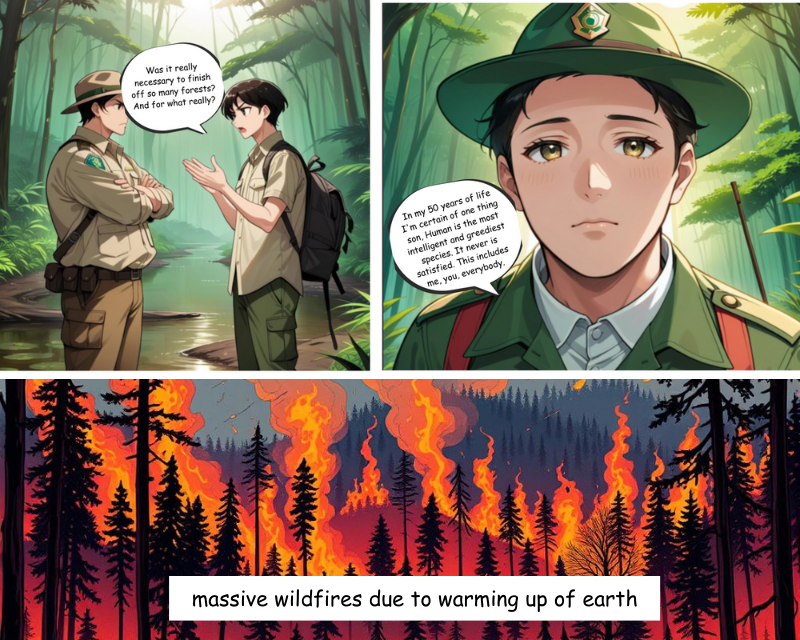 Was it really
necessary to finish
off so many forests?
And for what really?
In my 50 years of life
I'm certain of one thing
son. Human is the most
intelligent and greediest
species. It never is
satisfied. This includes
me, you, everybody.
massive wildfires due to warming up of earth